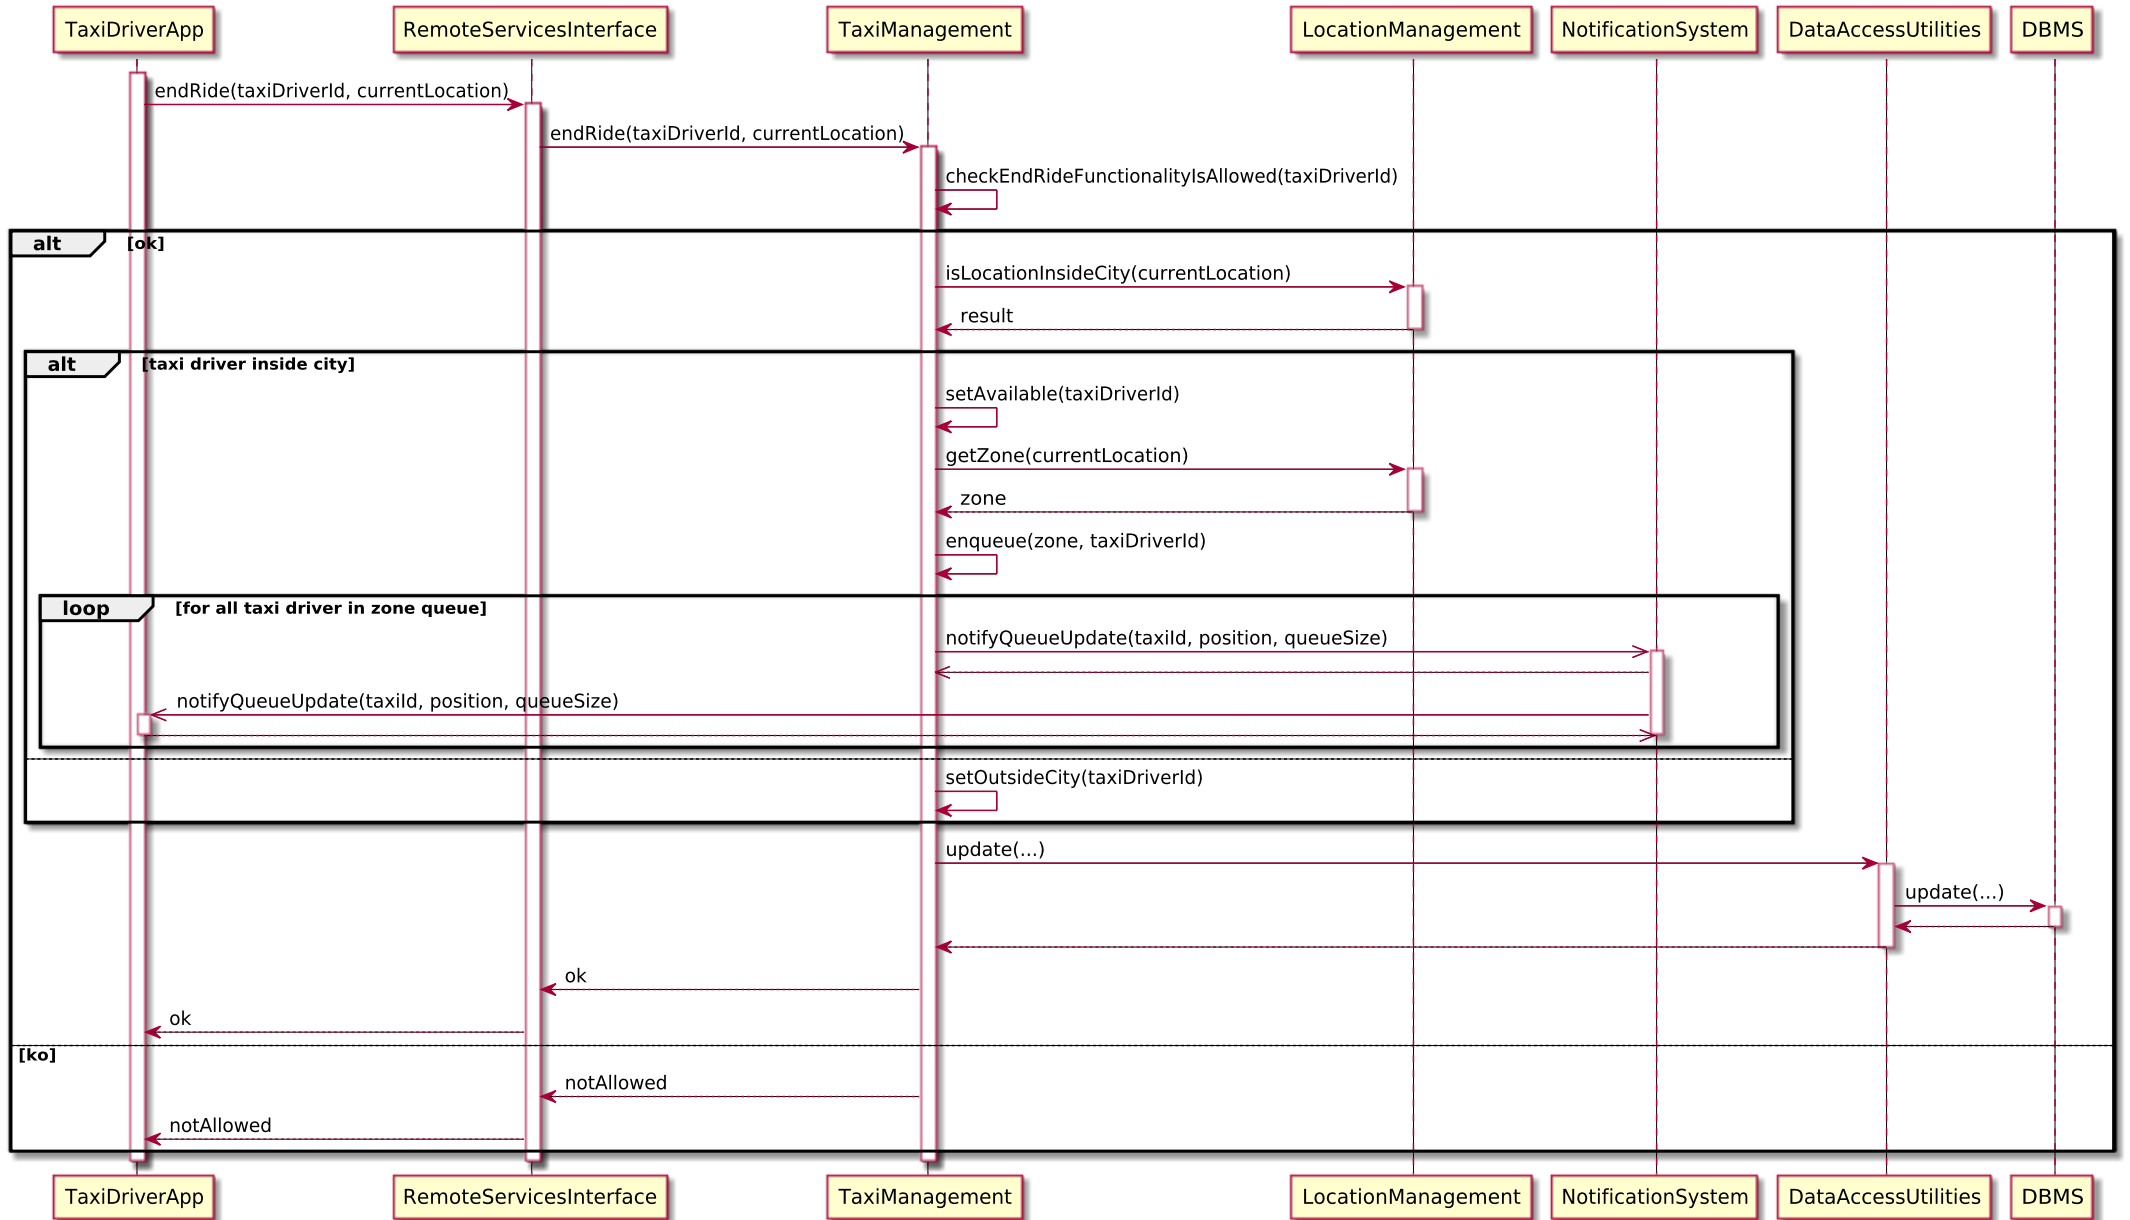 TaxiDriverApp RemoteServicesInterface TaxiManagement LocationManagement NotificationSystem DataAccessUtilities DBMS
endRide(taxiDriverId, currentLocation)
endRide(taxiDriverId, currentLocation)
checkEndRideFunctionalityIsAllowed(taxiDriverId)
alt [ok]
isLocationInsideCity(currentLocation)
result
alt [taxi driver inside city]
setAvailable(taxiDriverId)
getZone(currentLocation)
zone
enqueue(zone, taxiDriverId)
loop [for all taxi driver in zone queue]
notifyQueueUpdate(taxiId, position, queueSize)
notifyQueueUpdate(taxiId, position, queueSize)
setOutsideCity(taxiDriverId)
update(...)
update(...)
ok
ok
[ko]
notAllowed
notAllowed
TaxiDriverApp RemoteServicesInterface TaxiManagement LocationManagement NotificationSystem DataAccessUtilities DBMS